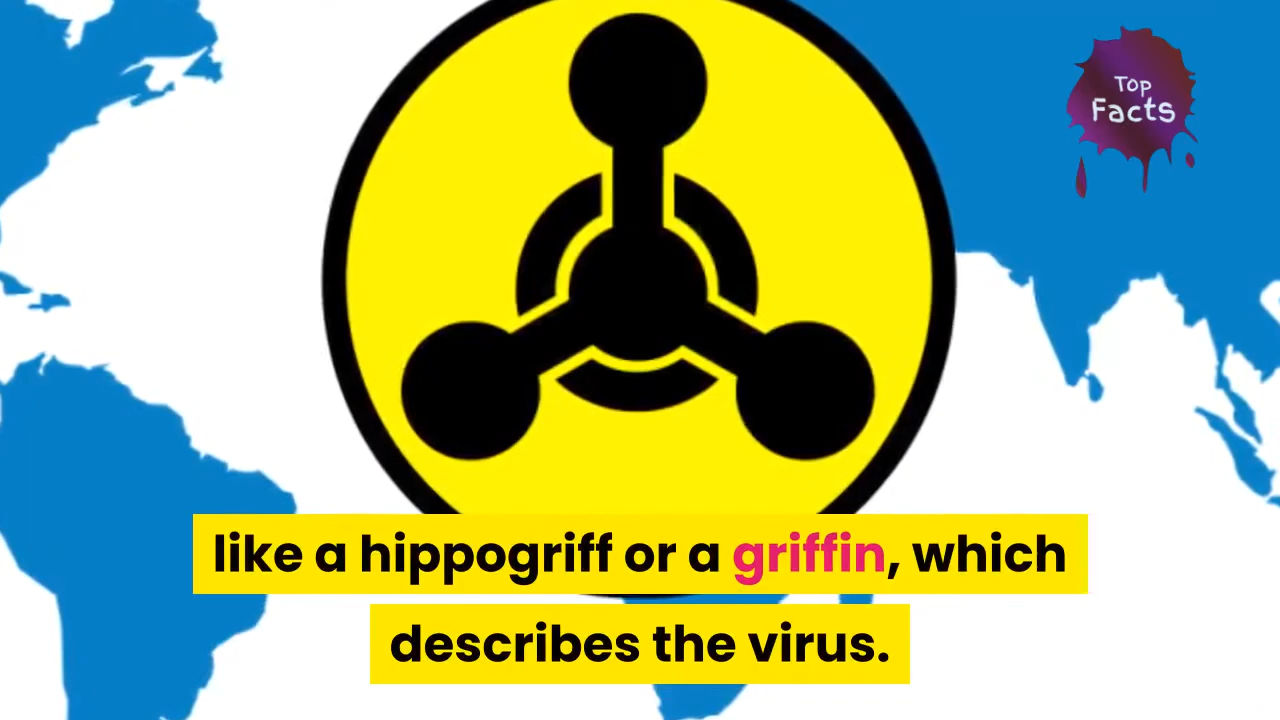 Top
Facts
like a hippogriff or a griffin, which
describes the virus.